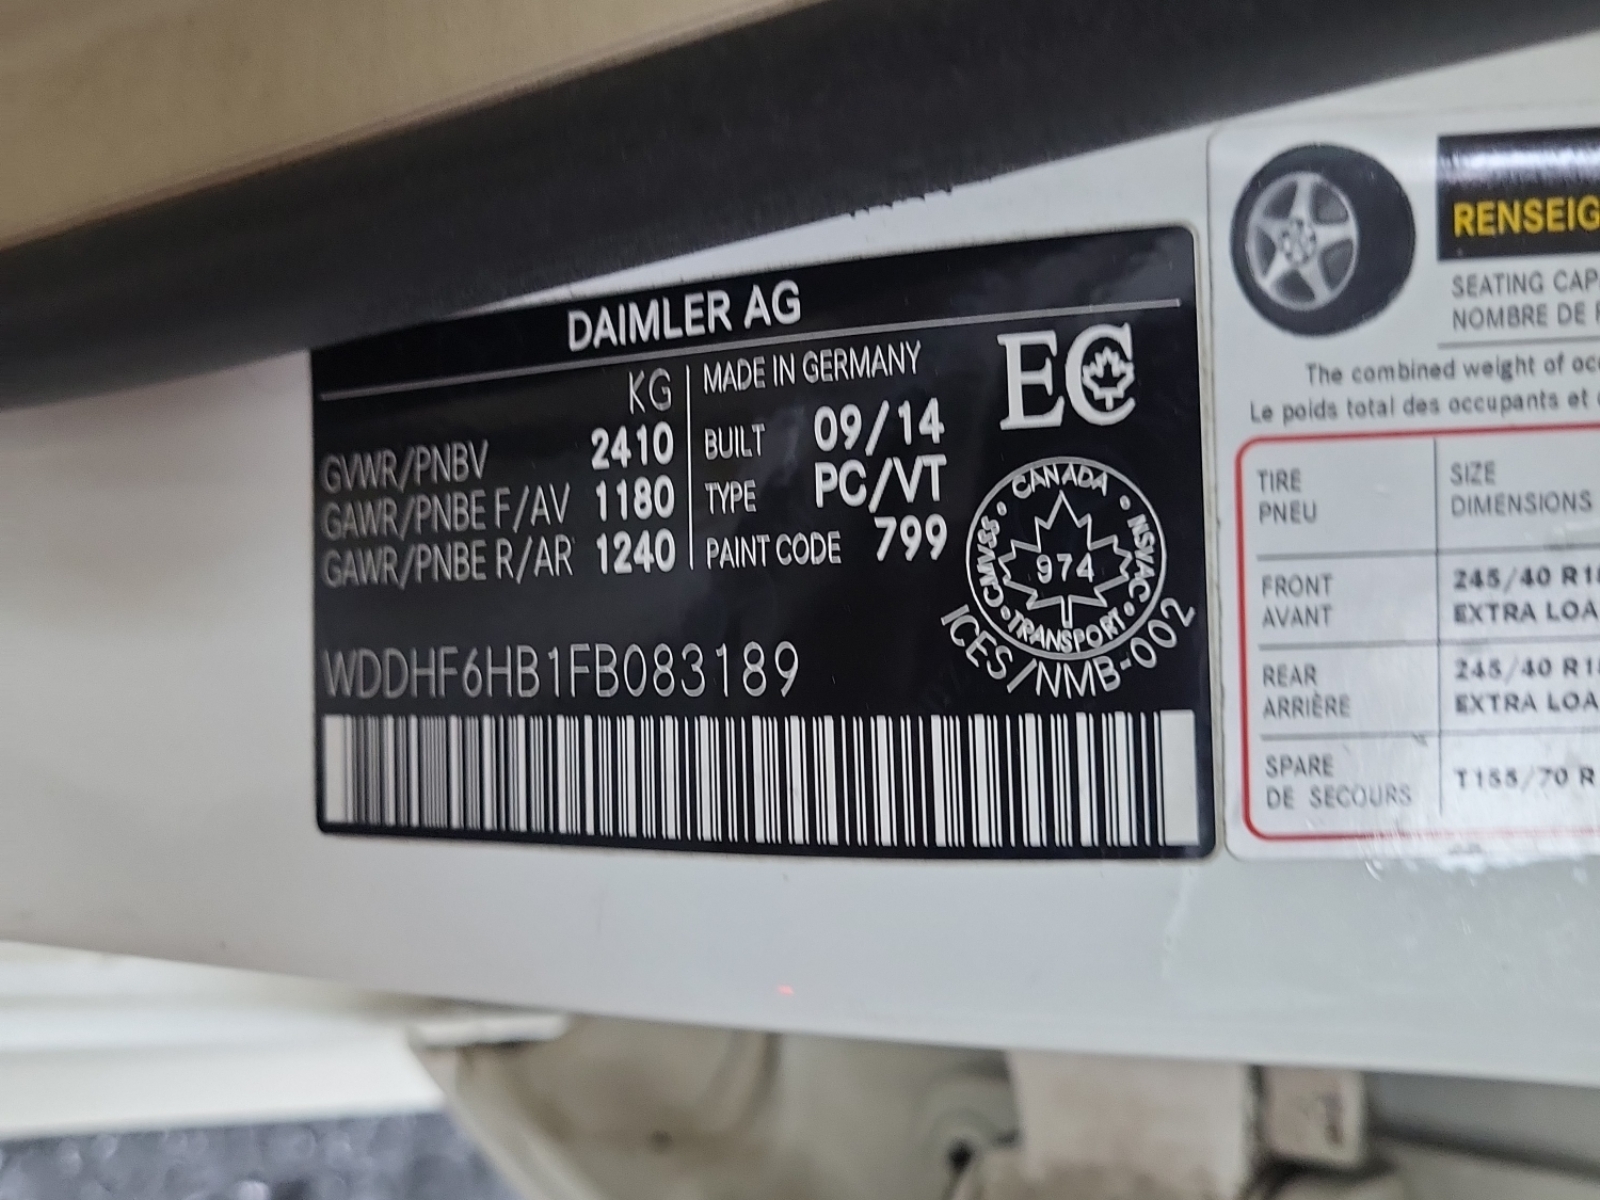 DAIMLER AG
KG
GVWR/PNBV 2410
GAWR/PNBE F/AV 1180
GAWR/PNBE R/AR 1240
MADE IN GERMANY
BUILT 09/14
TYPE PC/VT
PAINT CODE 799
EC
CANADA
NSVAC
TRANSPORT
CMVSS
974
ICES/NMB-002
WDDHF6HB1FB083189
RENSEIG
SEATING CAP
NOMBRE DE
The combined weight of occ
Le poids total des occupants et
TIRE
PNEU
SIZE
DIMENSIONS
FRONT
AVANT
245/40 R18
EXTRA LOA
REAR
ARRIÈRE
245/40 R18
EXTRA LOA
SPARE
DE SECOURS
T155/70 R